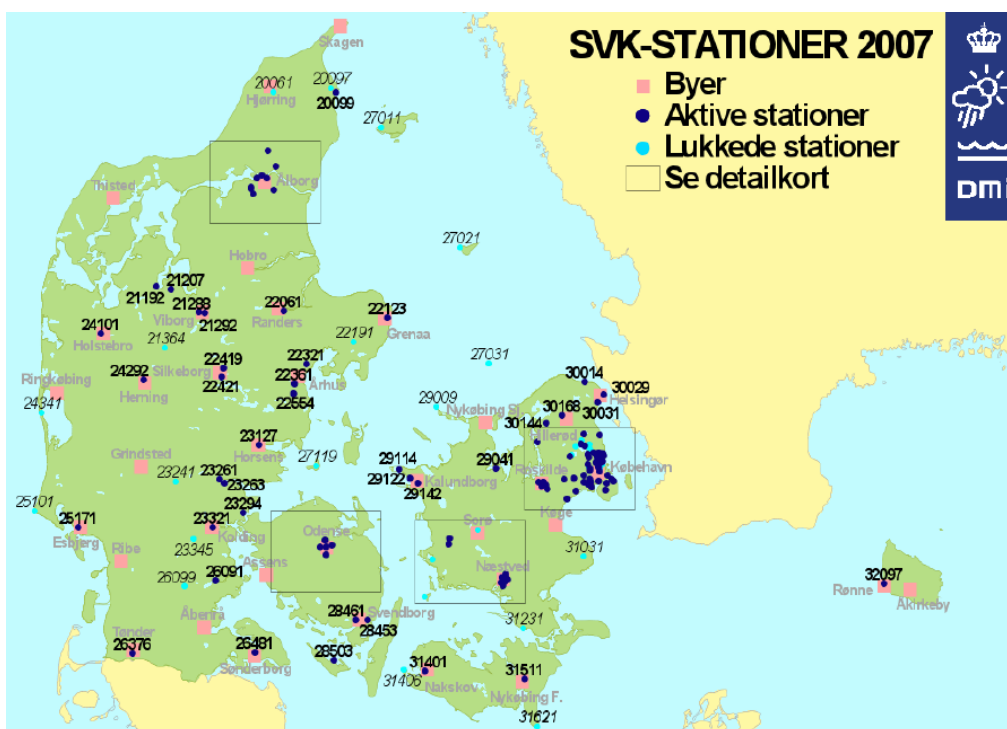 Skagen
SVK-STATIONER 2007
Byer
Aktive stationer
Lukkede stationer
Se detailkort
DMI
20061
20097
Hjørring
20099
27011
Thisted
Ålborg
27021
Hobro
21207
21192
21288
22061
22123
Viborg
21292
Randers
Grenaa
24101
Holstebro
21364
22191
22419
22321
27031
24292
Silkeborg
22361
30014
Ringkøbing
Herning
22421
Århus
30029
Helsingør
24341
22554
29009
Nykøbing Sj.
30168
30031
30144
Hillerød
23127
Horsens
Grindsted
27119
29114
29041
Roskilde
København
23241
23261
23263
29122
Kalundborg
29142
25101
23294
25171
23321
Odense
Sorø
Køge
Esbjerg
Kolding
Ribe
23345
Assens
31031
26099
26091
Næstved
32097
Rønne
Åkirkeby
28461
Svendborg
Åbenrå
28453
31231
Tønder
26376
26481
28503
31401
31511
Sønderborg
31406
Nakskov
Nykøbing F.
31621